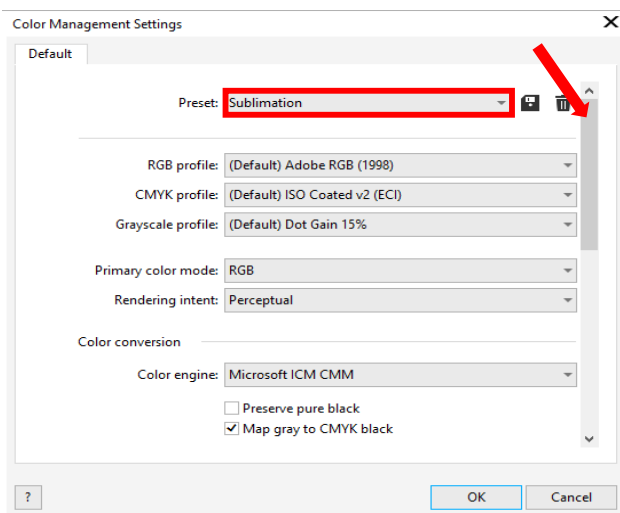 Color Management Settings
Default
Preset: Sublimation
RGB profile: (Default) Adobe RGB (1998)
CMYK profile: (Default) ISO Coated v2 (ECI)
Grayscale profile: (Default) Dot Gain 15%
Primary color mode: RGB
Rendering intent: Perceptual
Color conversion
Color engine: Microsoft ICM CMM
Preserve pure black
Map gray to CMYK black
? OK Cancel